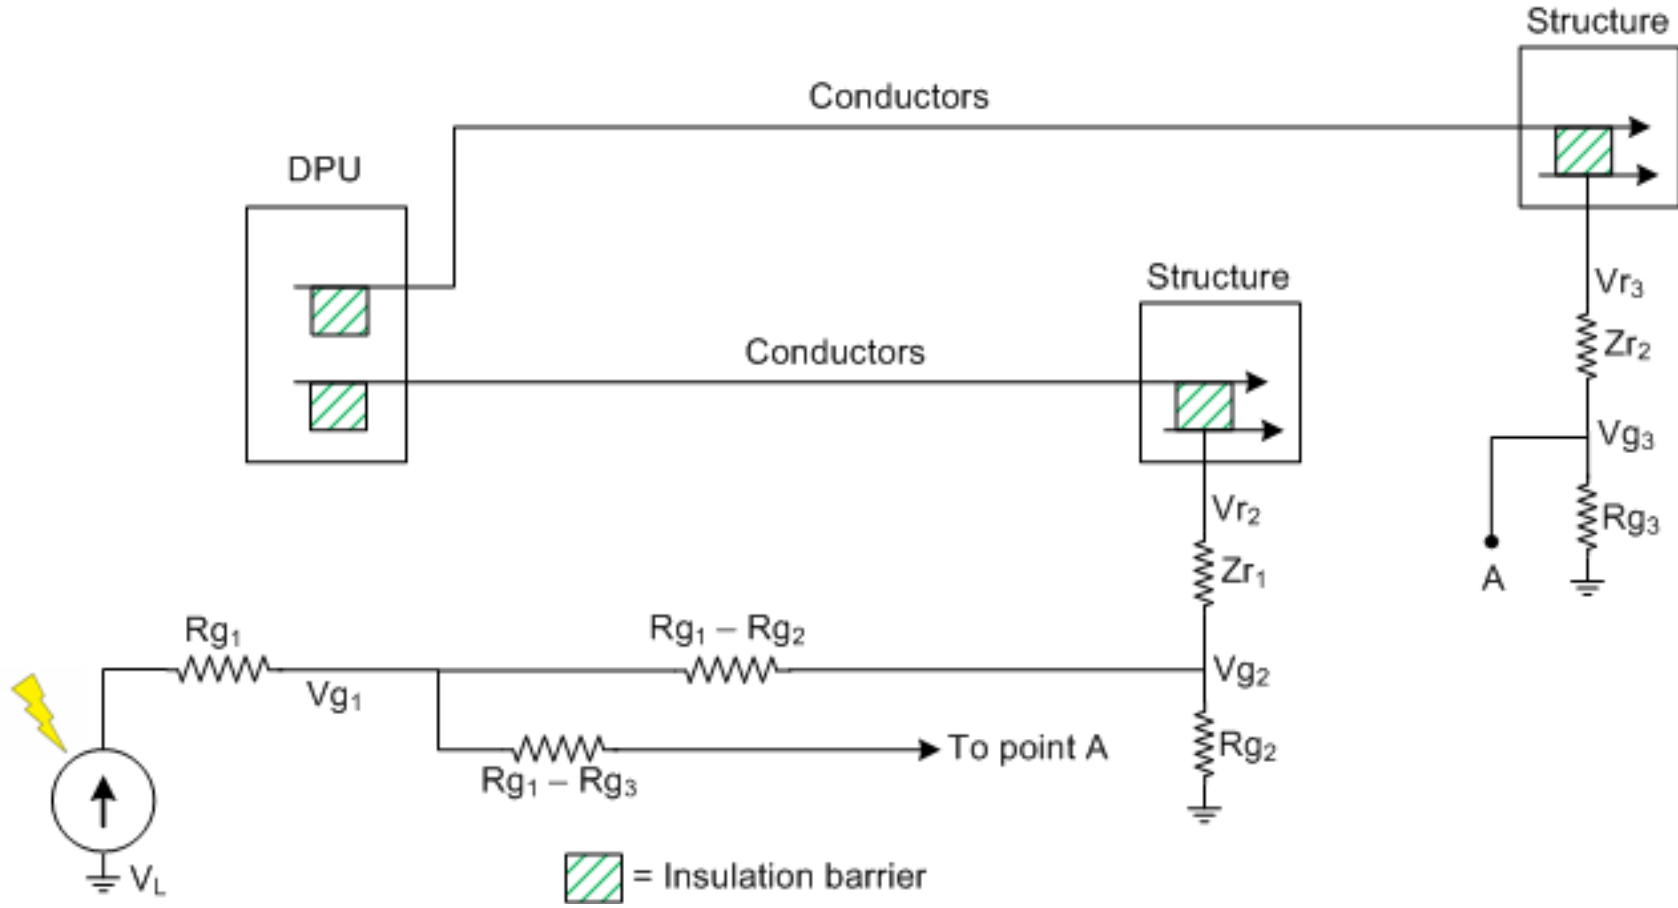 Structure
Conductors
DPU
Structure
Vr₃
Zr₂
Conductors
Vg₃
Vr₂
Rg₃
Zr₁
A
Rg₁
Rg₁ – Rg₂
Vg₂
Vg₁
Rg₂
To point A
Rg₁ – Rg₃
V_L
= Insulation barrier